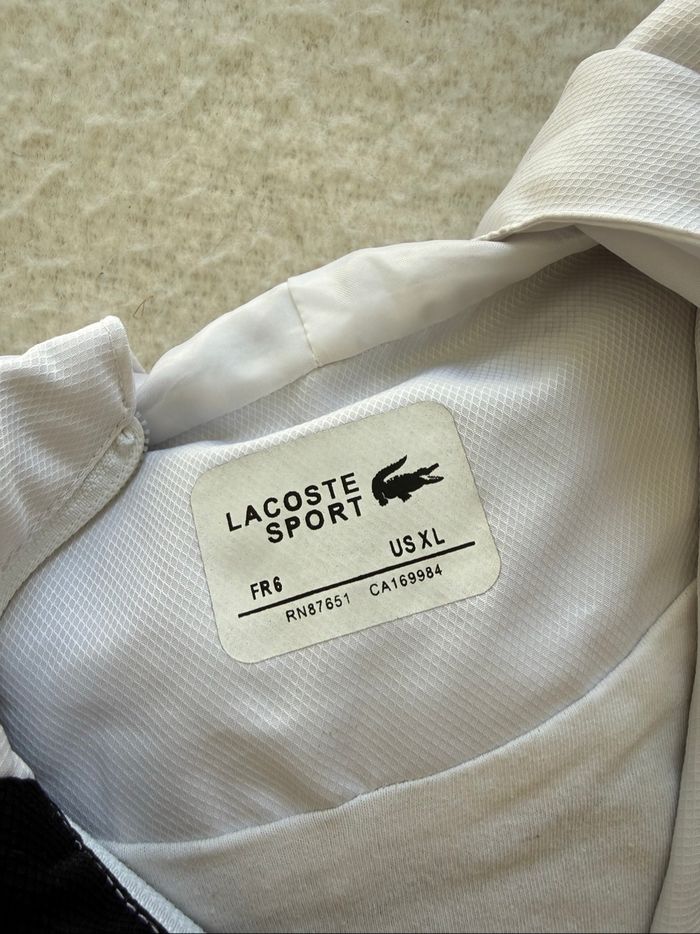 LACOSTE
SPORT
FR6 US XL
RN87651 CA169984